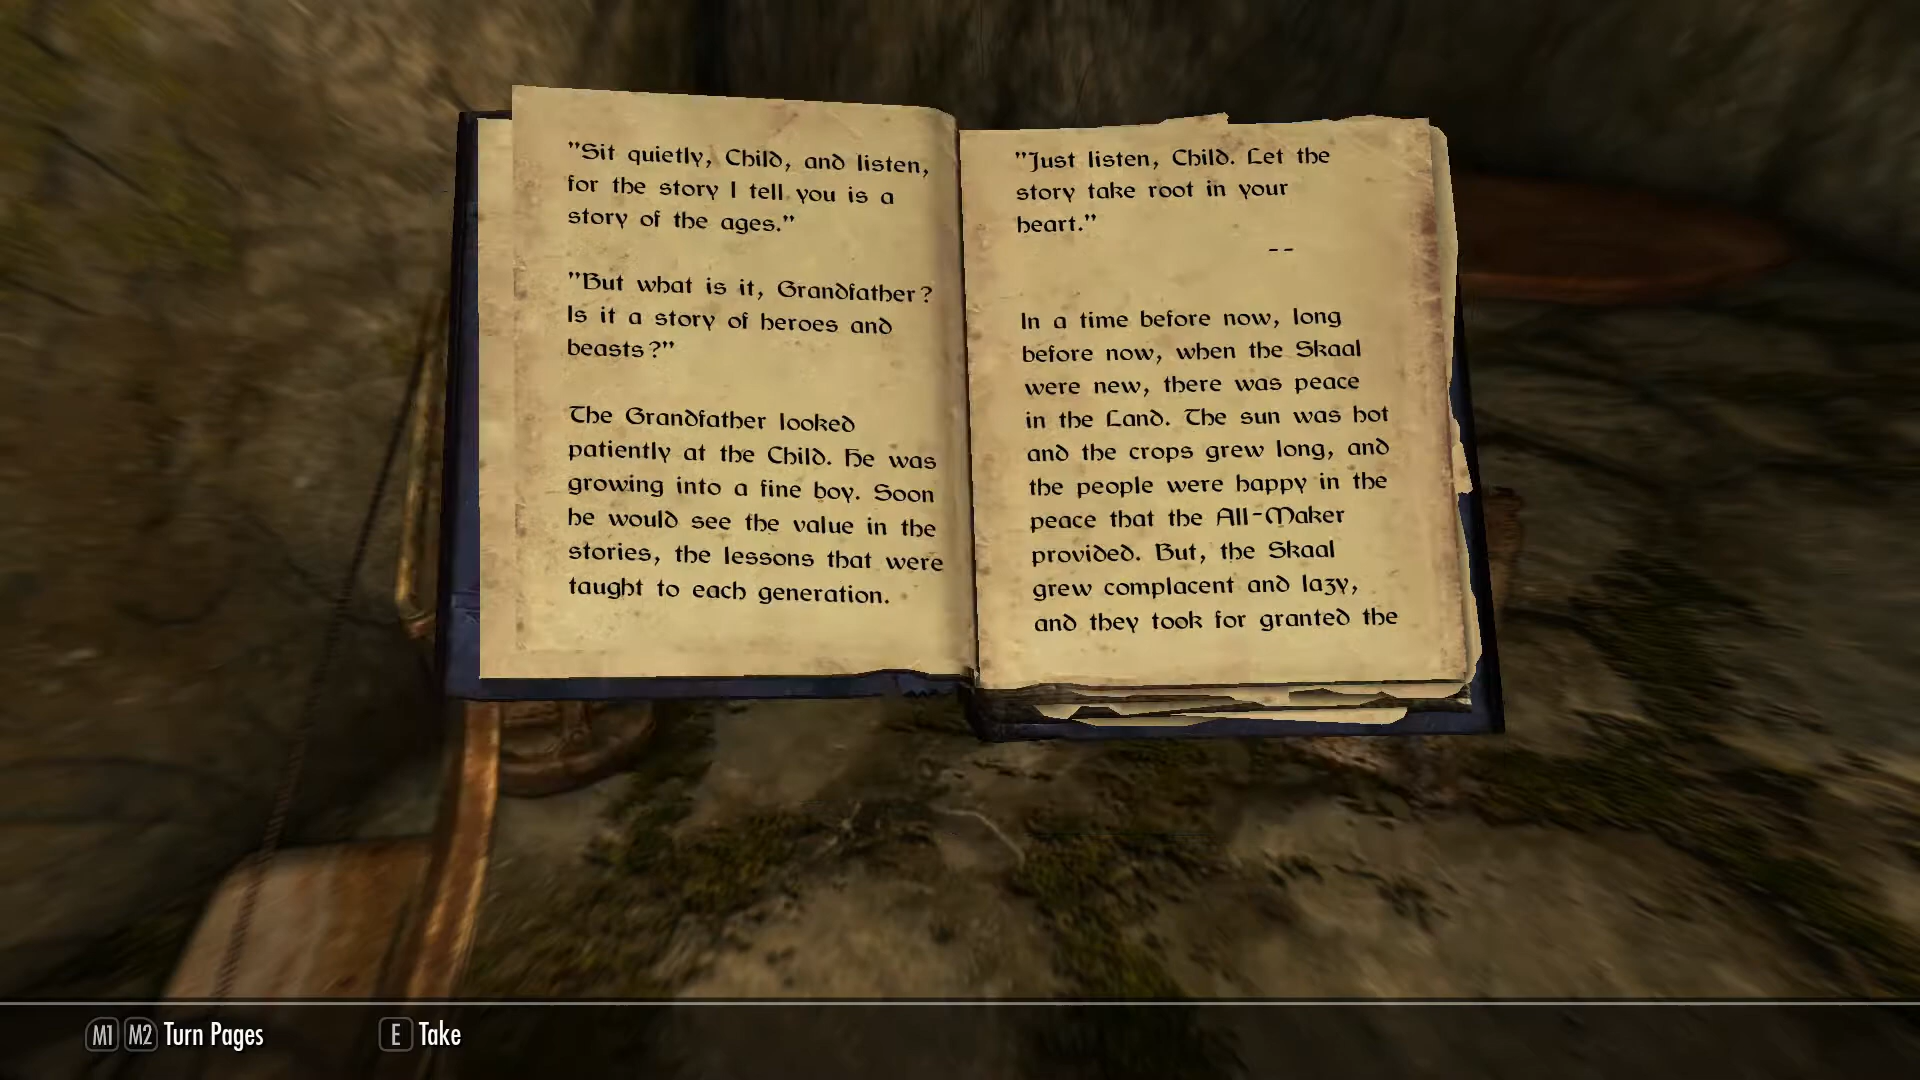 "Sit quietly, Child, and listen,
for the story I tell you is a
story of the ages."
"But what is it, Grandfather?
Is it a story of heroes and
beasts?"
The Grandfather looked
patiently at the Child. He was
growing into a fine boy. Soon
he would see the value in the
stories, the lessons that were
taught to each generation.
"Just listen, Child. Let the
story take root in your
heart."
--
In a time before now, long
before now, when the Skaal
were new, there was peace
in the Land. The sun was hot
and the crops grew long, and
the people were happy in the
peace that the All-Maker
provided. But, the Skaal
grew complacent and lazy,
and they took for granted the
M1 M2 Turn Pages E Take